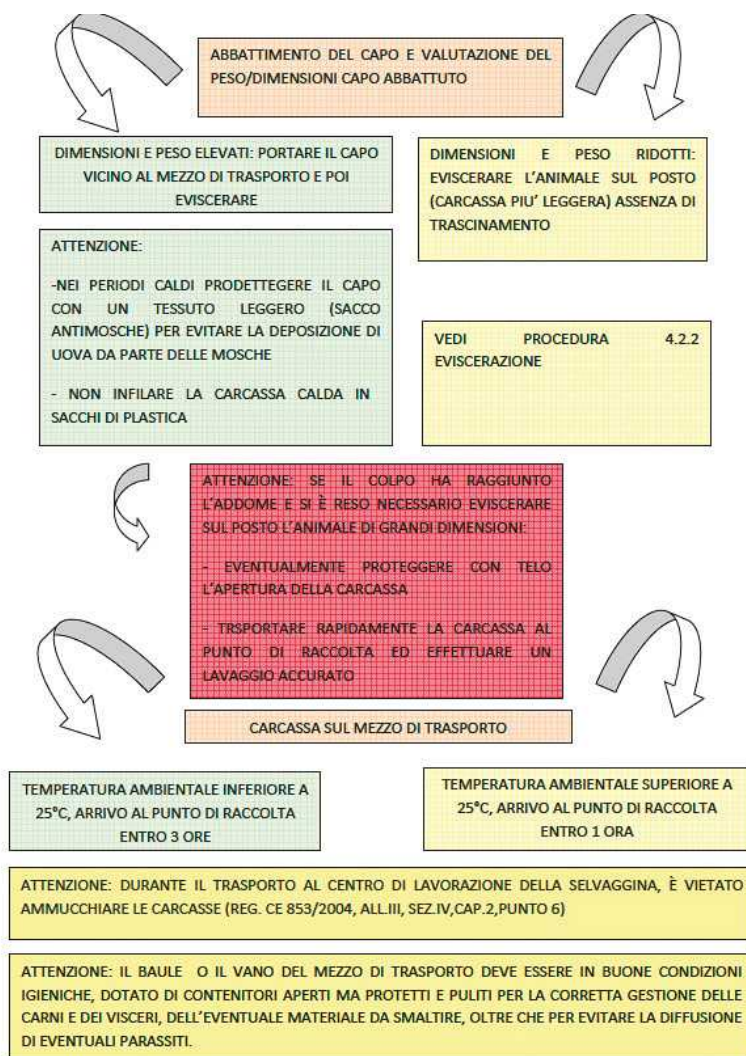 ABBATTIMENTO DEL CAPO E VALUTAZIONE DEL
PESO/DIMENSIONI CAPO ABBATTUTO
DIMENSIONI E PESO ELEVATI: PORTARE IL CAPO
VICINO AL MEZZO DI TRASPORTO E POI
EVISCERARE
DIMENSIONI E PESO RIDOTTI:
EVISCERARE L'ANIMALE SUL POSTO
(CARCASSA PIU' LEGGERA) ASSENZA DI
TRASCINAMENTO
ATTENZIONE:
-NEI PERIODI CALDI PRODETTEGERE IL CAPO
CON UN TESSUTO LEGGERO (SACCO
ANTIMOSCHE) PER EVITARE LA DEPOSIZIONE DI
UOVA DA PARTE DELLE MOSCHE
- NON INFILARE LA CARCASSA CALDA IN
SACCHI DI PLASTICA
VEDI PROCEDURA 4.2.2
EVISCERAZIONE
ATTENZIONE: SE IL COLPO HA RAGGIUNTO
L'ADDOME E SI È RESO NECESSARIO EVISCERARE
SUL POSTO L'ANIMALE DI GRANDI DIMENSIONI:
- EVENTUALMENTE PROTEGGERE CON TELO
L'APERTURA DELLA CARCASSA
- TRSPORTARE RAPIDAMENTE LA CARCASSA AL
PUNTO DI RACCOLTA ED EFFETTUARE UN
LAVAGGIO ACCURATO
CARCASSA SUL MEZZO DI TRASPORTO
TEMPERATURA AMBIENTALE INFERIORE A
25°C, ARRIVO AL PUNTO DI RACCOLTA
ENTRO 3 ORE
TEMPERATURA AMBIENTALE SUPERIORE A
25°C, ARRIVO AL PUNTO DI RACCOLTA
ENTRO 1 ORA
ATTENZIONE: DURANTE IL TRASPORTO AL CENTRO DI LAVORAZIONE DELLA SELVAGGINA, È VIETATO
AMMUCCHIARE LE CARCASSE (REG. CE 853/2004, ALL.III, SEZ.IV,CAP.2,PUNTO 6)
ATTENZIONE: IL BAULE O IL VANO DEL MEZZO DI TRASPORTO DEVE ESSERE IN BUONE CONDIZIONI
IGIENICHE, DOTATO DI CONTENITORI APERTI MA PROTETTI E PULITI PER LA CORRETTA GESTIONE DELLE
CARNI E DEI VISCERI, DELL'EVENTUALE MATERIALE DA SMALTIRE, OLTRE CHE PER EVITARE LA DIFFUSIONE
DI EVENTUALI PARASSITI.